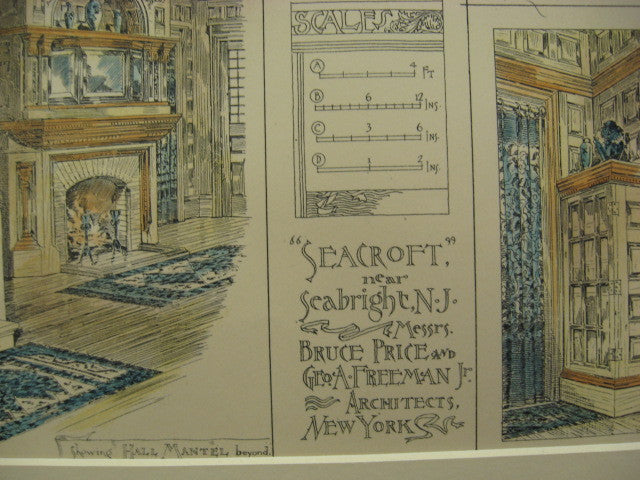 SCALES
A 4 FT
B 6 12 INS.
C 3 6 INS.
D 1 2 INS.
"SEACROFT,"
near
Seabright, N.J.
Messrs.
BRUCE PRICE AND
GEO. A. FREEMAN Jr.
ARCHITECTS,
NEW YORK
Showing HALL MANTEL beyond.